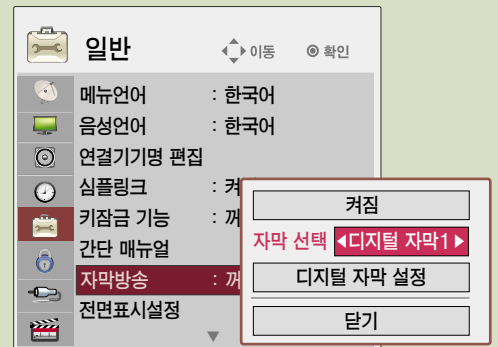 일반
이동
확인
메뉴언어 : 한국어
음성언어 : 한국어
연결기기명 편집
심플링크 : 켜
키잠금 기능 : 꺼
간단 매뉴얼
자막방송 : 꺼
전면표시설정
켜짐
자막 선택 ◀디지털 자막1▶
디지털 자막 설정
닫기